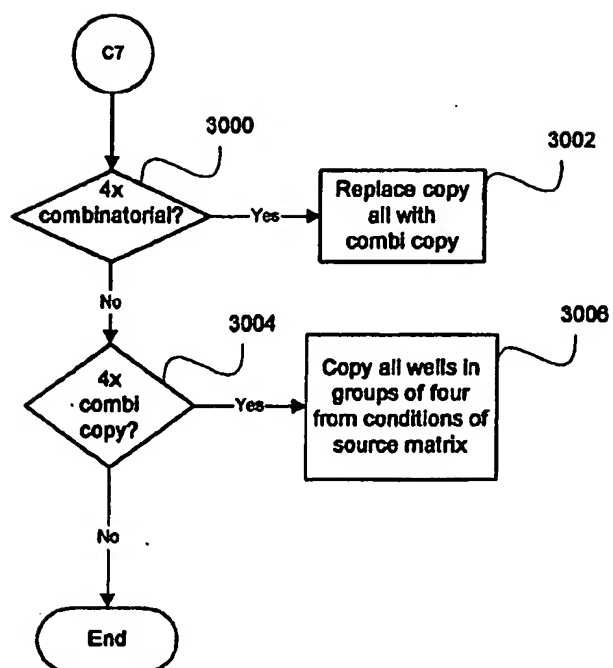 C7
3000
4x
combinatorial?
Yes
3002
Replace copy
all with
combi copy
No
3004
4x
combi
copy?
Yes
3006
Copy all wells in
groups of four
from conditions of
source matrix
No
End